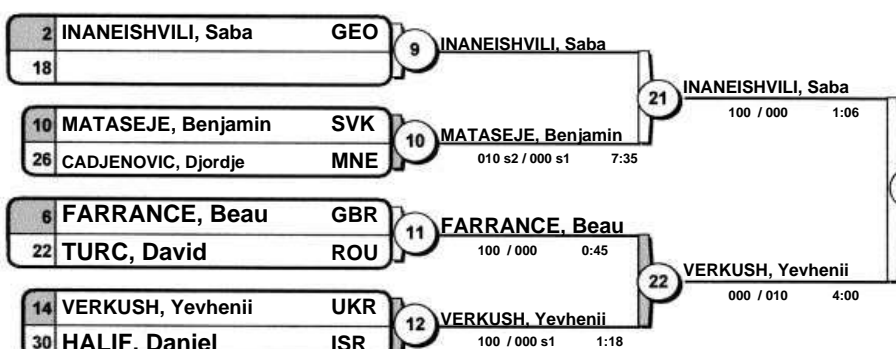 2 INANEISHVILI, Saba GEO
18
9 INANEISHVILI, Saba
10 MATASEJE, Benjamin SVK
26 CADJENOVIC, Djordje MNE
10 MATASEJE, Benjamin
010 s2 / 000 s1 7:35
21 INANEISHVILI, Saba
100 / 000 1:06
6 FARRANCE, Beau GBR
22 TURC, David ROU
11 FARRANCE, Beau
100 / 000 0:45
14 VERKUSH, Yevhenii UKR
30 HALIF, Daniel ISR
12 VERKUSH, Yevhenii
100 / 000 s1 1:18
22 VERKUSH, Yevhenii
000 / 010 4:00